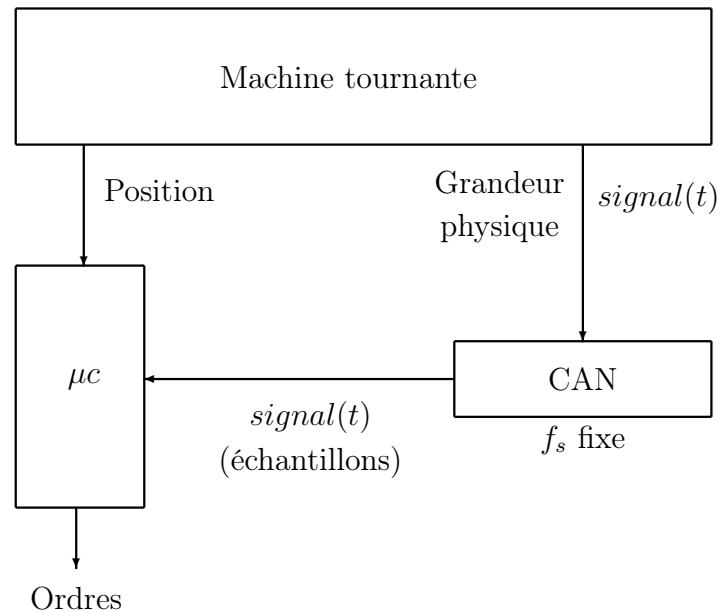 Machine tournante
Position
Grandeur
physique
signal(t)
μc
CAN
signal(t)
(échantillons)
f_s fixe
Ordres